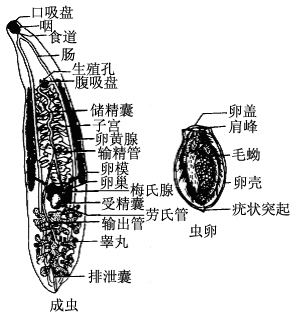 口吸盘
咽
食道
肠
生殖孔
腹吸盘
储精囊
子宫
卵黄腺
输精管
卵模
卵巢
梅氏腺
受精囊
劳氏管
输出管
睾丸
排泄囊
成虫
卵盖
肩峰
毛蚴
卵壳
疣状突起
虫卵